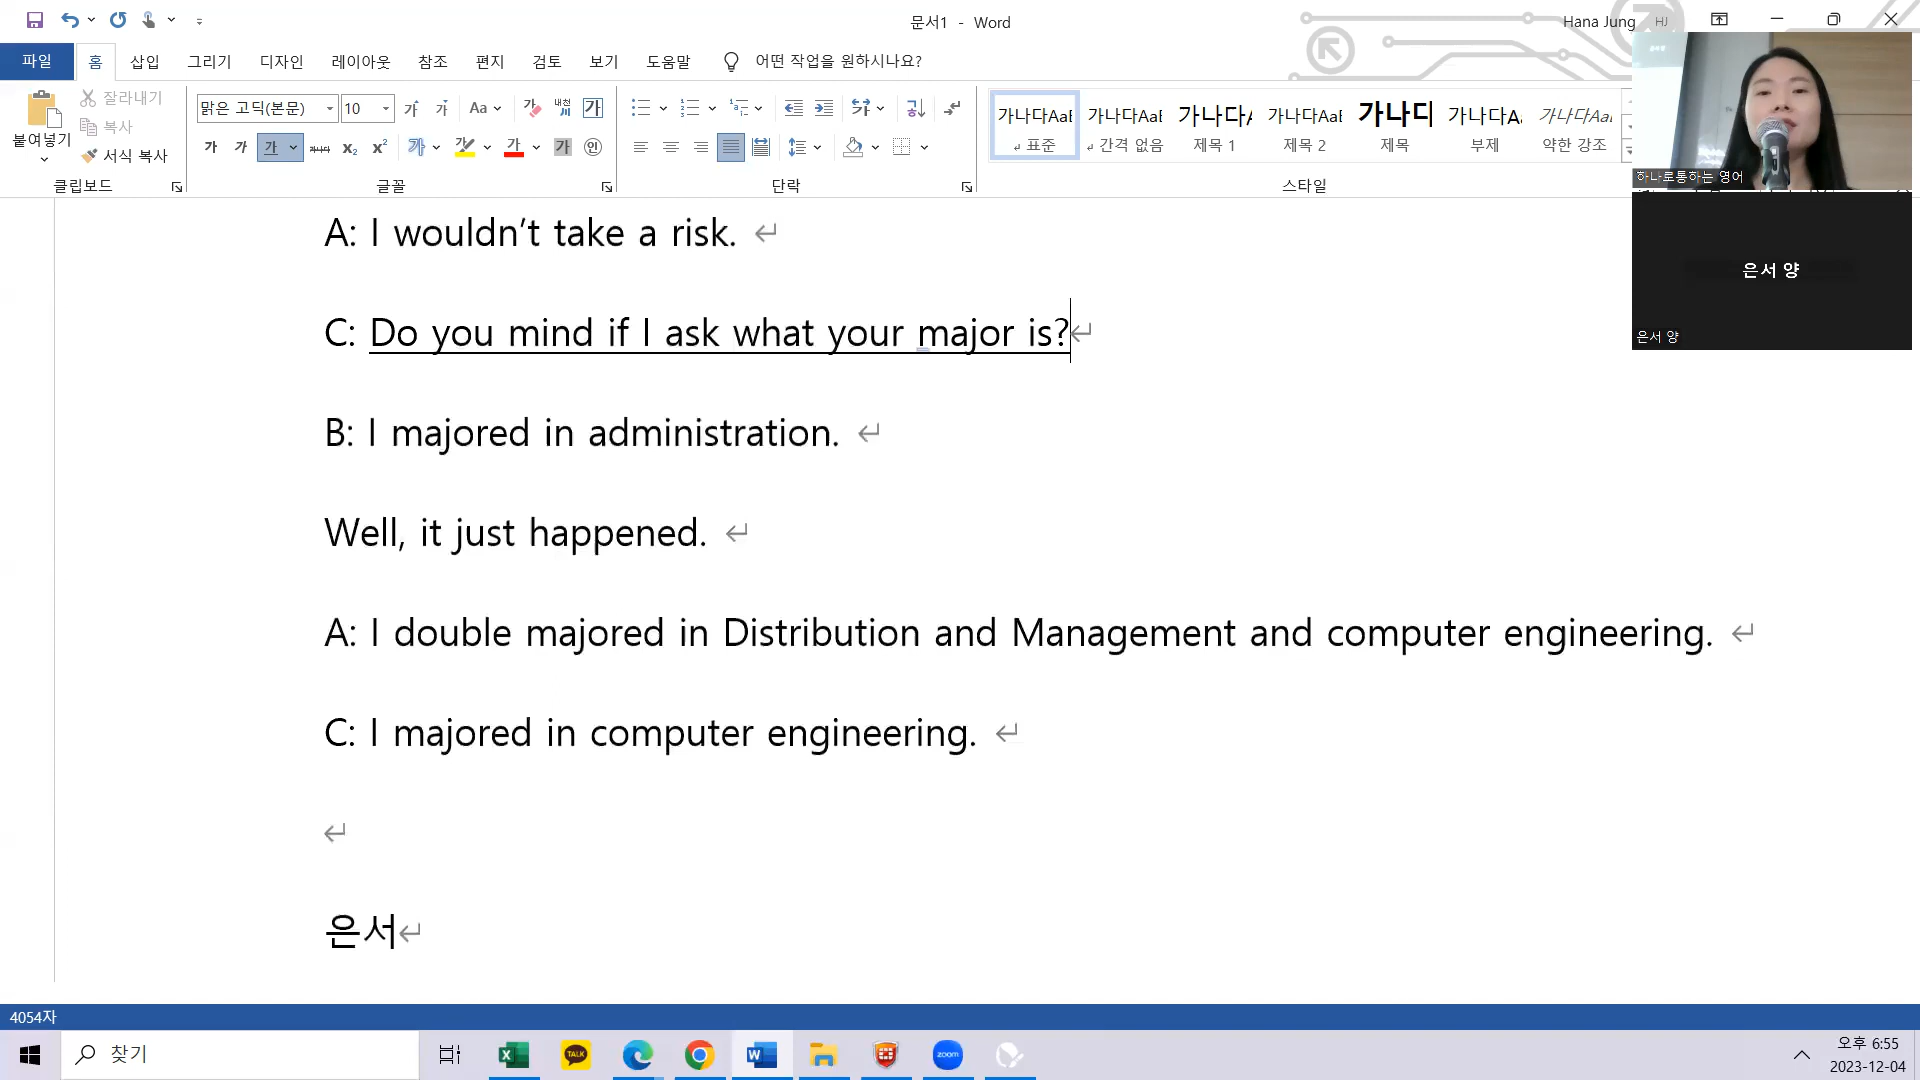 문서1 - Word
Hana Jung HJ
파일 홈 삽입 그리기 디자인 레이아웃 참조 편지 검토 보기 도움말 어떤 작업을 원하시나요?
붙여넣기
잘라내기
복사
서식 복사
클립보드
맑은 고딕(본문) 10
글꼴
단락
가나다AaE 가나다AaE 가나다A 가나다AaE 가나다 가나다Aa 가나다Aa
표준 간격 없음 제목 1 제목 2 제목 부제 약한 강조
스타일
하나로통하는 영어
은서 양
은서 양
A: I wouldn’t take a risk.
C: Do you mind if I ask what your major is?
B: I majored in administration.
Well, it just happened.
A: I double majored in Distribution and Management and computer engineering.
C: I majored in computer engineering.
은서
4054자
찾기
TALK
zoom
오후 6:55
2023-12-04